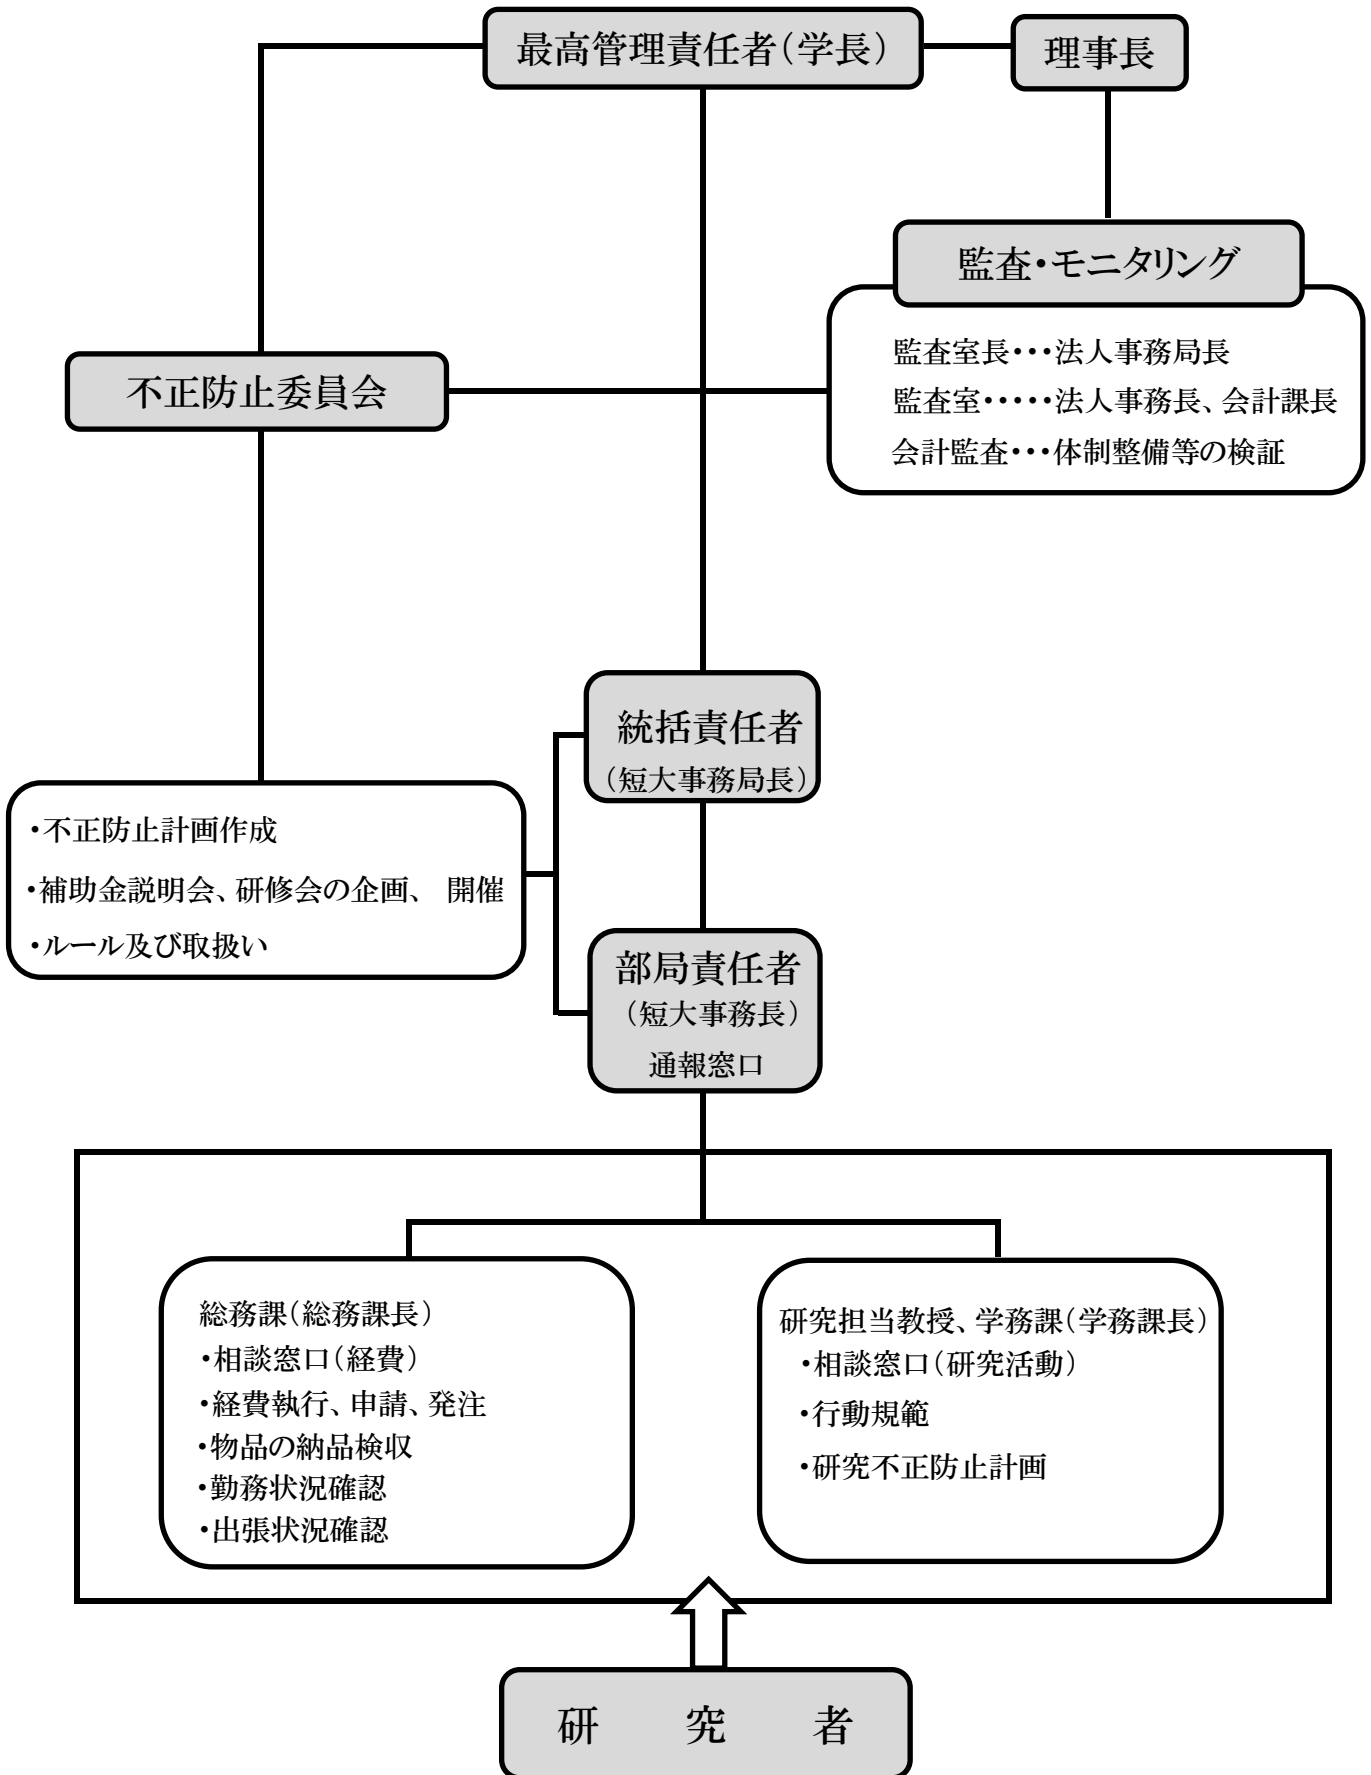 最高管理責任者（学長）
理事長
監査・モニタリング
監査室長・・・法人事務局長
監査室・・・・・法人事務長、会計課長
会計監査・・・体制整備等の検証
不正防止委員会
統括責任者
（短大事務局長）
・不正防止計画作成
・補助金説明会、研修会の企画、 開催
・ルール及び取扱い
部局責任者
（短大事務長）
通報窓口
総務課（総務課長）
・相談窓口（経費）
・経費執行、申請、発注
・物品の納品検収
・勤務状況確認
・出張状況確認
研究担当教授、学務課（学務課長）
・相談窓口（研究活動）
・行動規範
・研究不正防止計画
研　究　者